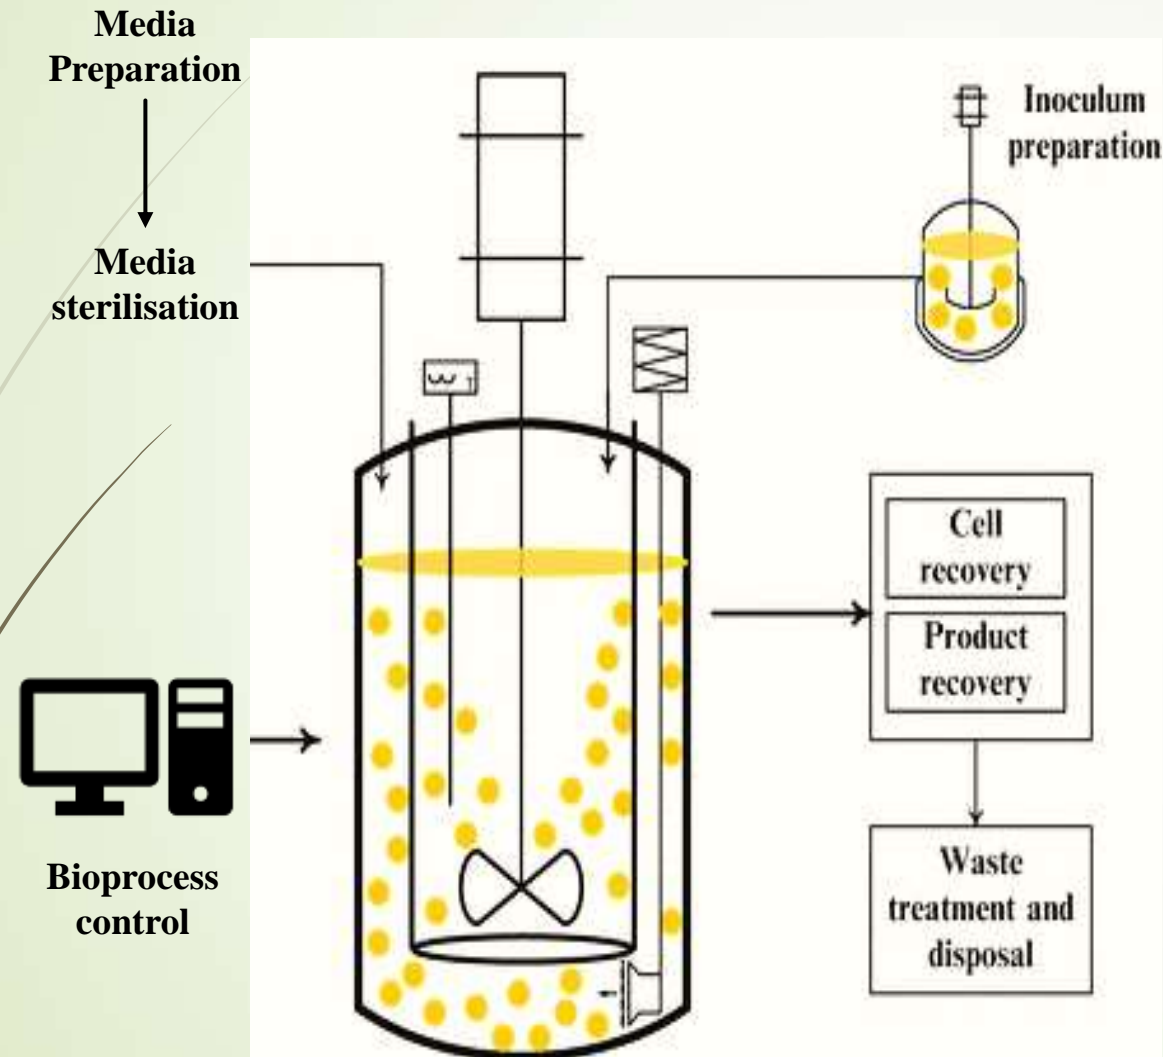 Media
Preparation
Media
sterilisation
Inoculum
preparation
Cell
recovery
Product
recovery
Bioprocess
control
Waste
treatment and
disposal